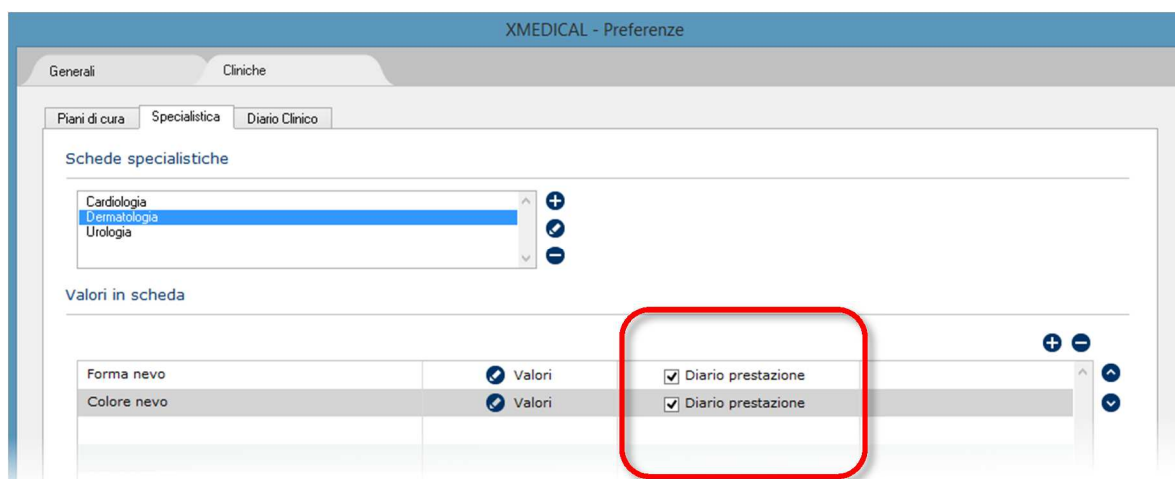 XMEDICAL - Preferenze
Generali Cliniche
Piani di cura Specialistica Diario Clinico
Schede specialistiche
Cardiologia
Dermatologia
Urologia
Valori in scheda
Forma nevo Valori Diario prestazione
Colore nevo Valori Diario prestazione